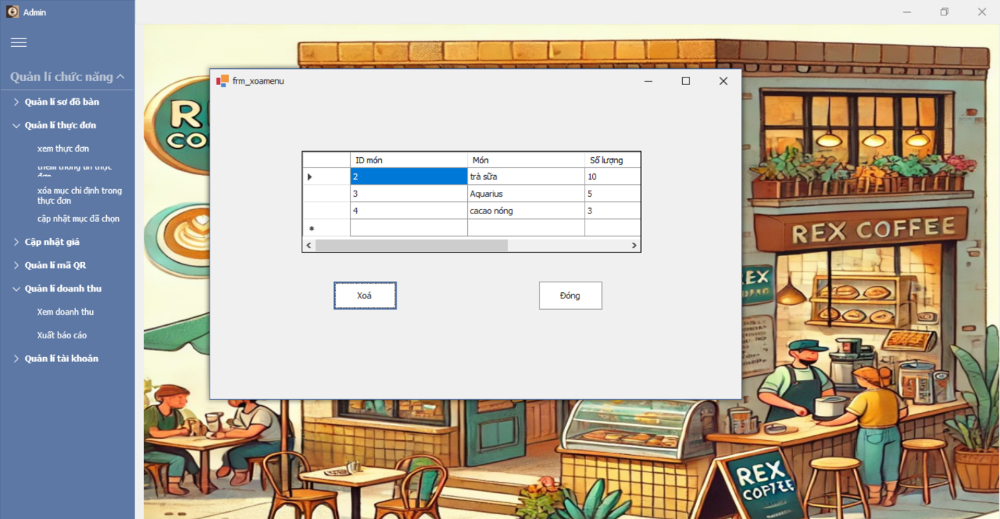 Admin
Quản lí chức năng
Quản lí sơ đồ bàn
Quản lí thực đơn
xem thực đơn
thêm thông tin thực
đơn
xóa mục chỉ định trong
thực đơn
cập nhật mục đã chọn
Cập nhật giá
Quản lí mã QR
Quản lí doanh thu
Xem doanh thu
Xuất báo cáo
Quản lí tài khoản
frm_xoamenu
ID món Món Số lượng
2 trà sữa 10
3 Aquarius 5
4 cacao nóng 3
Xoá Đóng
RE
CO
REX COFFEE
EX
REX
COFFEE